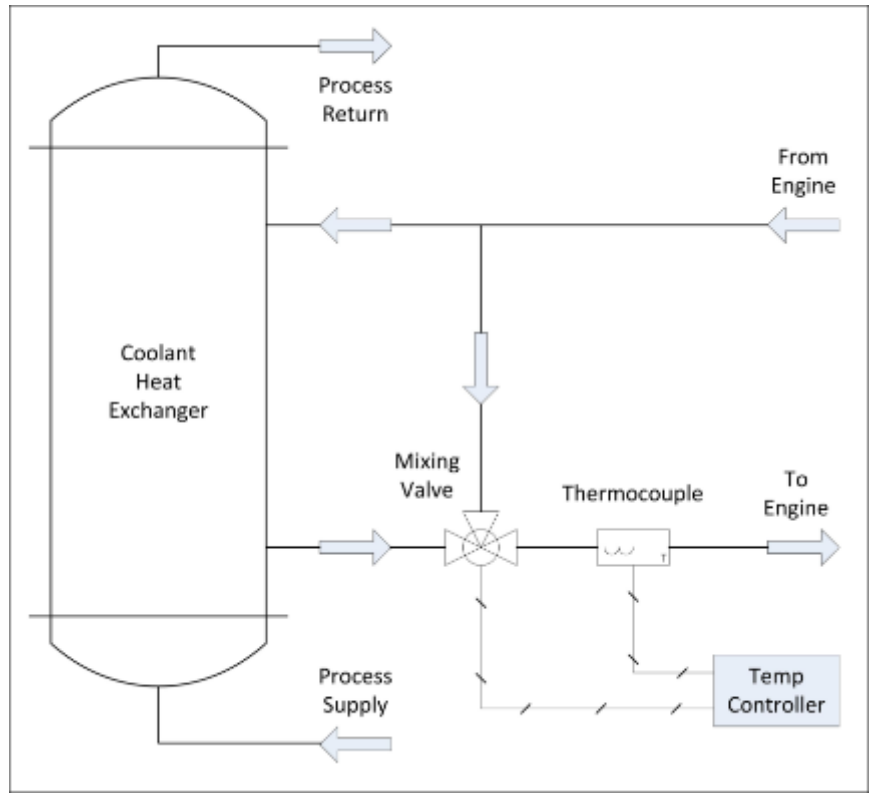 Process
Return
From
Engine
Coolant
Heat
Exchanger
Mixing
Valve
Thermocouple
To
Engine
T
Process
Supply
Temp
Controller